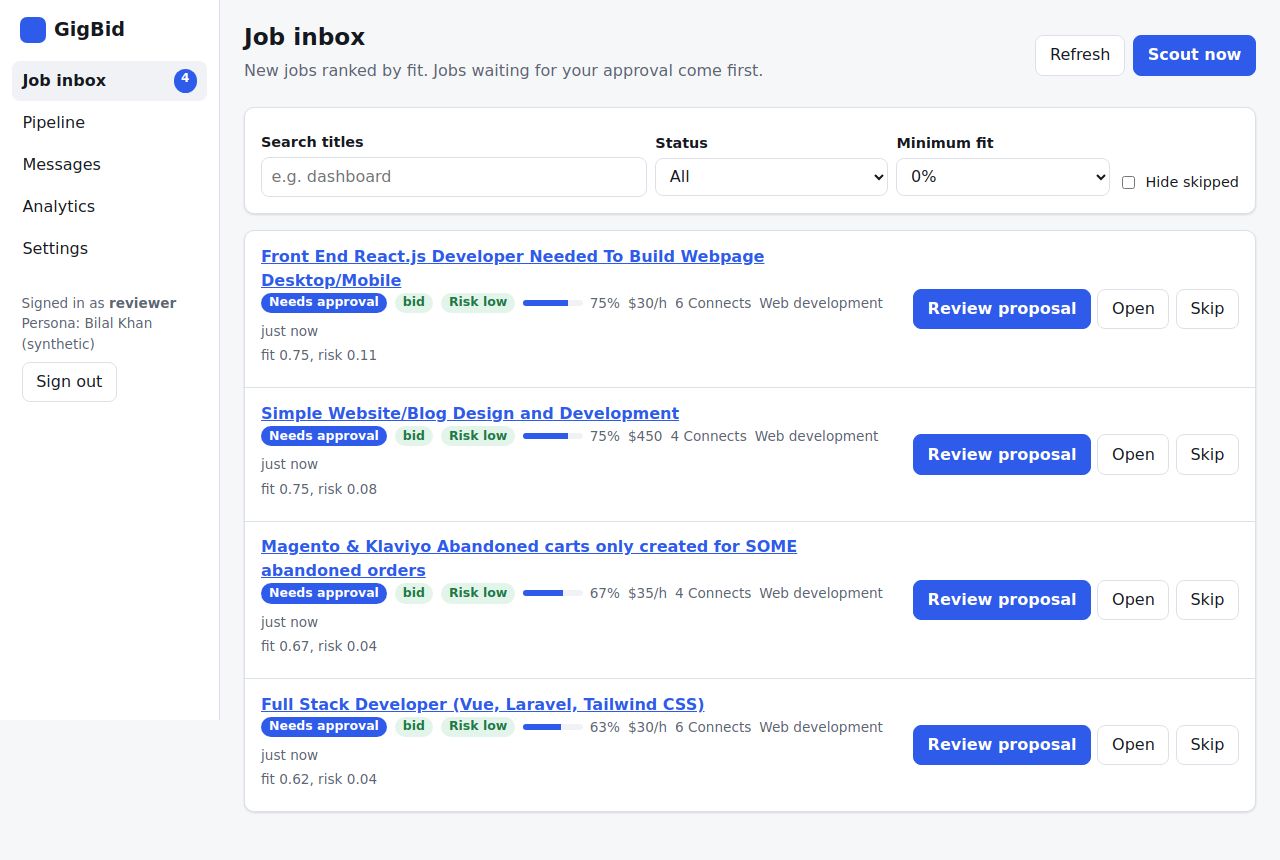 GigBid
Job inbox 4
Pipeline
Messages
Analytics
Settings
Signed in as reviewer
Persona: Bilal Khan
(synthetic)
Sign out
Job inbox
New jobs ranked by fit. Jobs waiting for your approval come first.
Refresh
Scout now
Search titles
e.g. dashboard
Status
All
Minimum fit
0%
Hide skipped
Front End React.js Developer Needed To Build Webpage
Desktop/Mobile
Needs approval bid Risk low 75% $30/h 6 Connects Web development
just now
fit 0.75, risk 0.11
Review proposal Open Skip
Simple Website/Blog Design and Development
Needs approval bid Risk low 75% $450 4 Connects Web development
just now
fit 0.75, risk 0.08
Review proposal Open Skip
Magento & Klaviyo Abandoned carts only created for SOME
abandoned orders
Needs approval bid Risk low 67% $35/h 4 Connects Web development
just now
fit 0.67, risk 0.04
Review proposal Open Skip
Full Stack Developer (Vue, Laravel, Tailwind CSS)
Needs approval bid Risk low 63% $30/h 6 Connects Web development
just now
fit 0.62, risk 0.04
Review proposal Open Skip